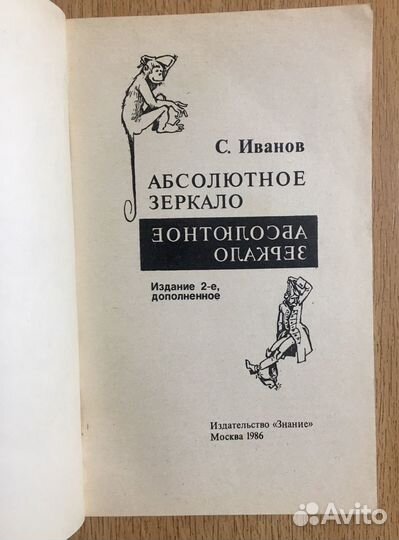 С. Иванов
АБСОЛЮТНОЕ
ЗЕРКАЛО
АБСОЛЮТНОЕ
ЗЕРКАЛО
Издание 2-е,
дополненное
Издательство «Знание»
Москва 1986
Avito